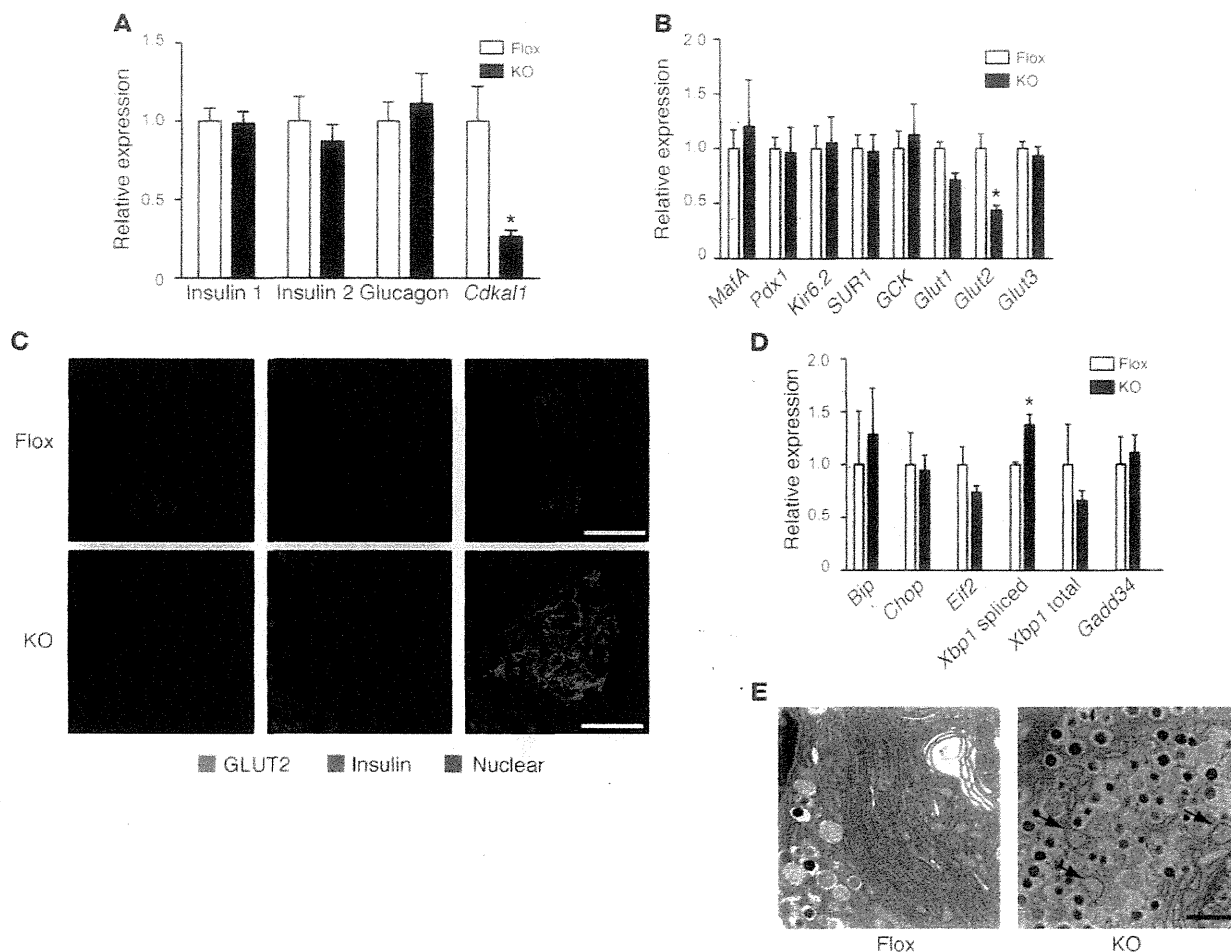 A
1.5
1.0
0.5
0
Relative expression
Flox
KO
*
Insulin 1
Insulin 2
Glucagon
Cdkal1
B
2.0
1.5
1.0
0.5
0
Relative expression
Flox
KO
*
MafA
Pdx1
Kir6.2
SUR1
GCK
Glut1
Glut2
Glut3
C
Flox
KO
GLUT2
Insulin
Nuclear
D
2.0
1.5
1.0
0.5
0
Relative expression
Flox
KO
*
Bip
Chop
Eif2
Xbp1 spliced
Xbp1 total
Gadd34
E
Flox
KO